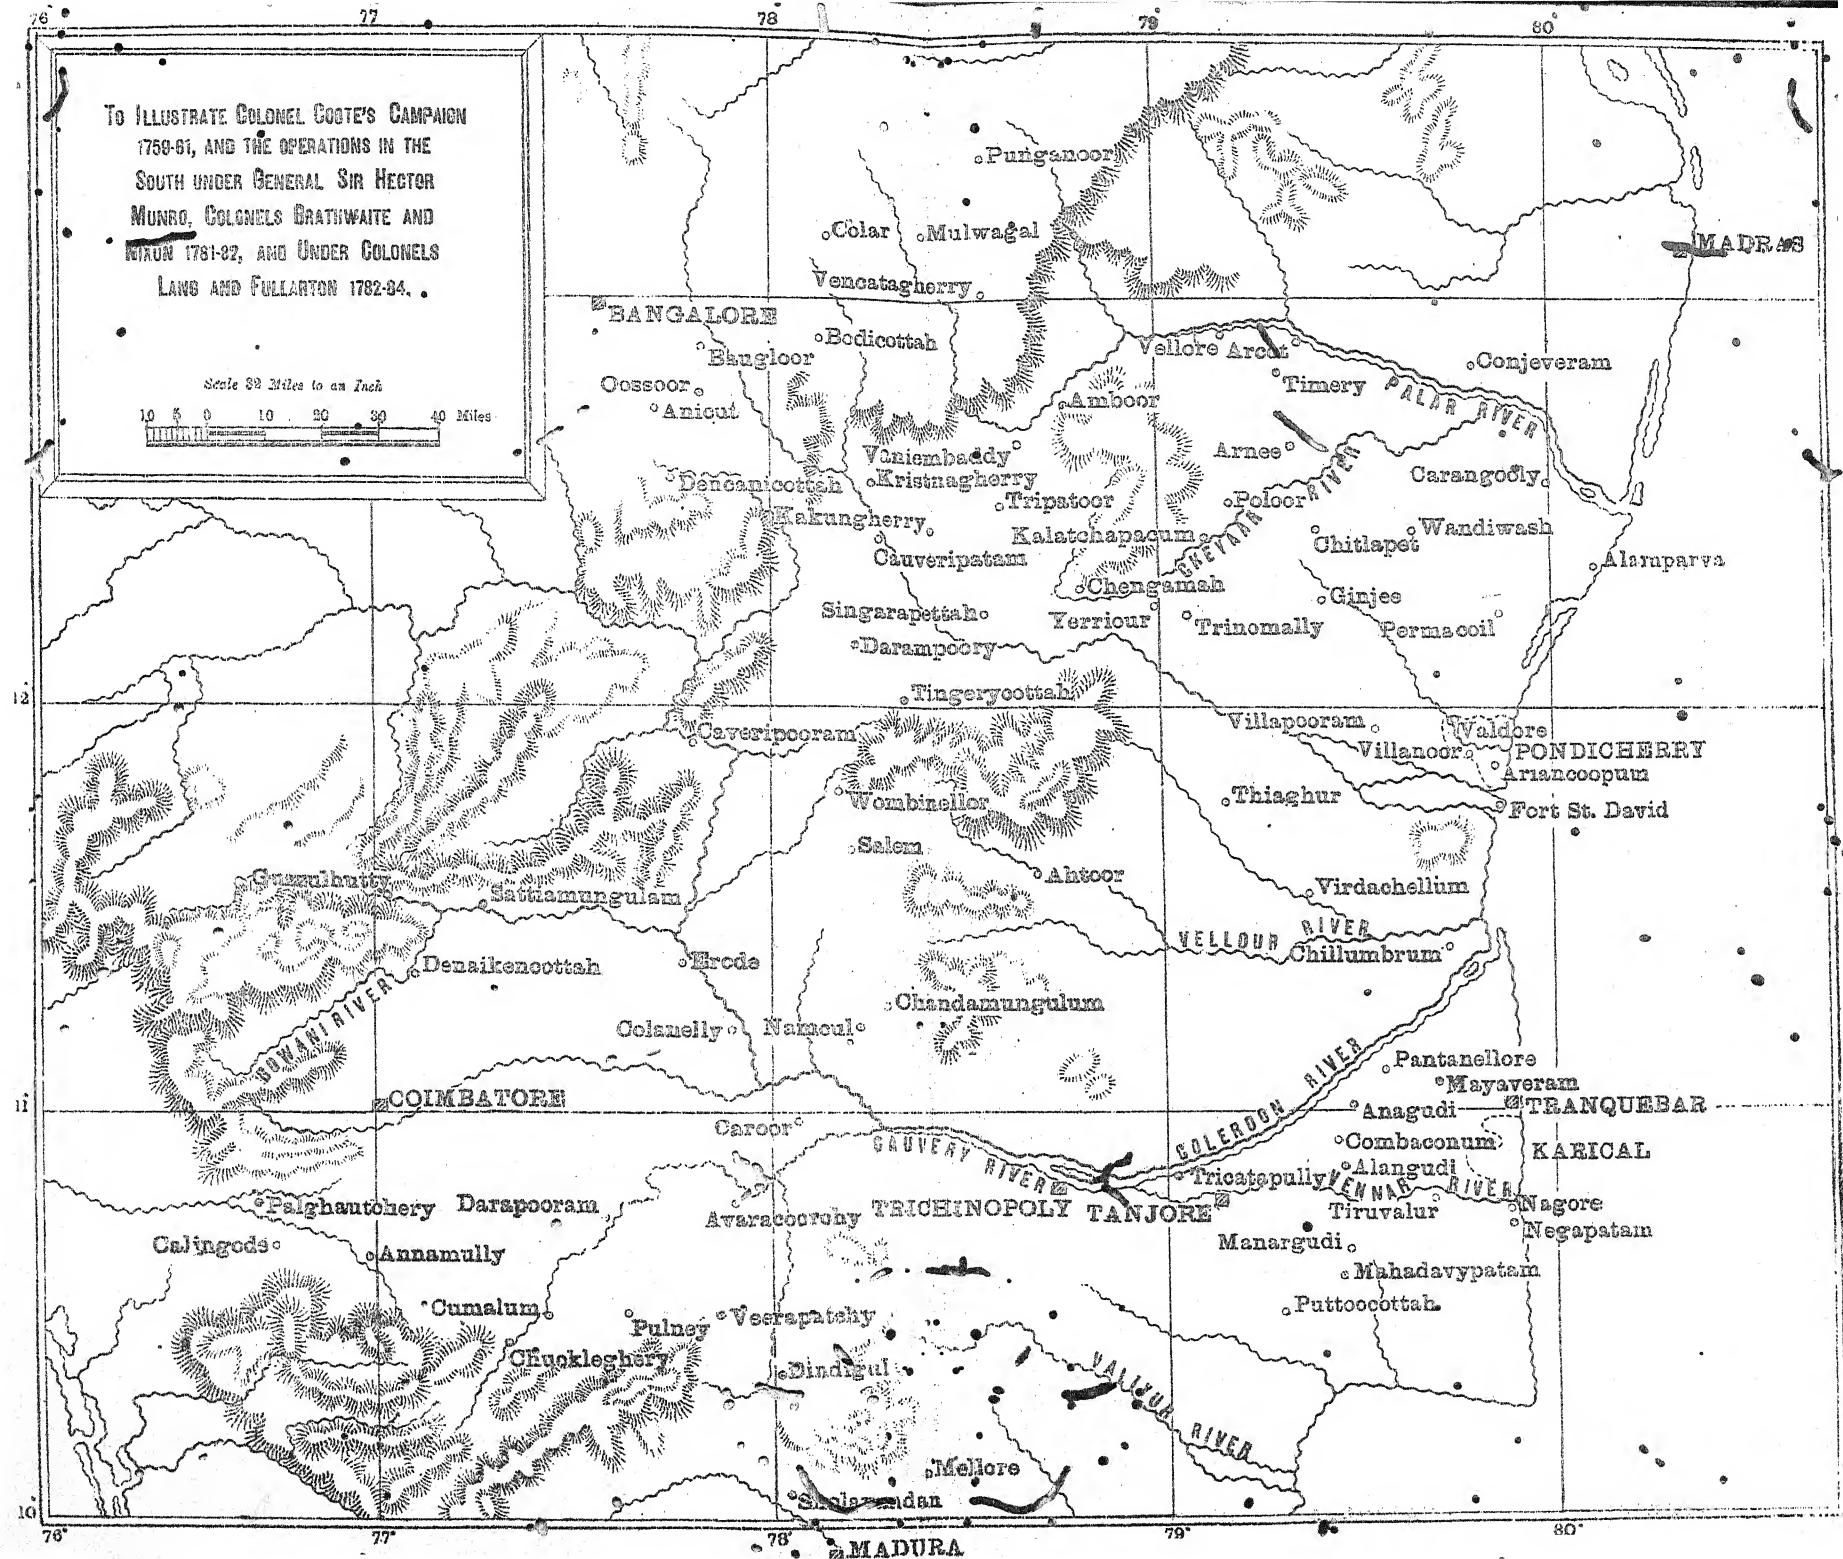 76° 77 78 79° 80°
TO ILLUSTRATE COLONEL COOTE'S CAMPAIGN
1759-61, AND THE OPERATIONS IN THE
SOUTH UNDER GENERAL SIR HECTOR
MUNRO, COLONELS BRATHWAITE AND
NIXON 1781-82, AND UNDER COLONELS
LANG AND FULLARTON 1782-84.
Scale 32 Miles to an Inch
10 5 0 10 20 30 40 Miles
Punganoor
Colar
Mulwagal
MADRAS
Vencatagherry
BANGALORE
Bodicottah
Baugloor
Vellore
Arcot
Conjeveram
Oossoor
Anicut
Timery
PALAR RIVER
Amboor
Arnee
Vaniembaddy
Kristnagherry
Carangooly
Dencanicottah
Tripatoor
Poloor
CHEYAAR RIVER
Kakungherry
Kalatchapacum
Wandiwash
Chitlapet
Cauveripatam
Alamparva
Chengamah
Ginjee
Singarapettah
Yerriour
Trinomally
Permacoil
Darampoory
12°
Tingerycottah
Villapooram
Valdore
Caveripooram
Villanoor
PONDICHERRY
Ariancoopum
Wombinellor
Thiaghur
Fort St. David
Salem
Ahtoor
Guzzulhutty
Sattiamungulam
Virdachellum
VELLOUR RIVER
Chillumbrum
Denaikencottah
Erode
BOWANI RIVER
Chandamungulum
Colanelly
Namcul
Pantanellore
Mayaveram
11°
COIMBATORE
Anagudi
TRANQUEBAR
COLEROON RIVER
Caroor
Combaconum
KARICAL
CAUVERY RIVER
Alangudi
Tricatapully
VENNAR RIVER
Palghautchery
Darapooram
Avaracoorchy
TRICHINOPOLY
TANJORE
Tiruvalur
Nagore
Negapatam
Calingode
Annamully
Manargudi
Mahadavypatam
Cumalum
Puttoocottah
Pulney
Veerapatchy
Chuckleghery
Dindigul
VALIYUR RIVER
Mellore
Sholavandan
10°
76° 77° 78° 79° 80°
MADURA